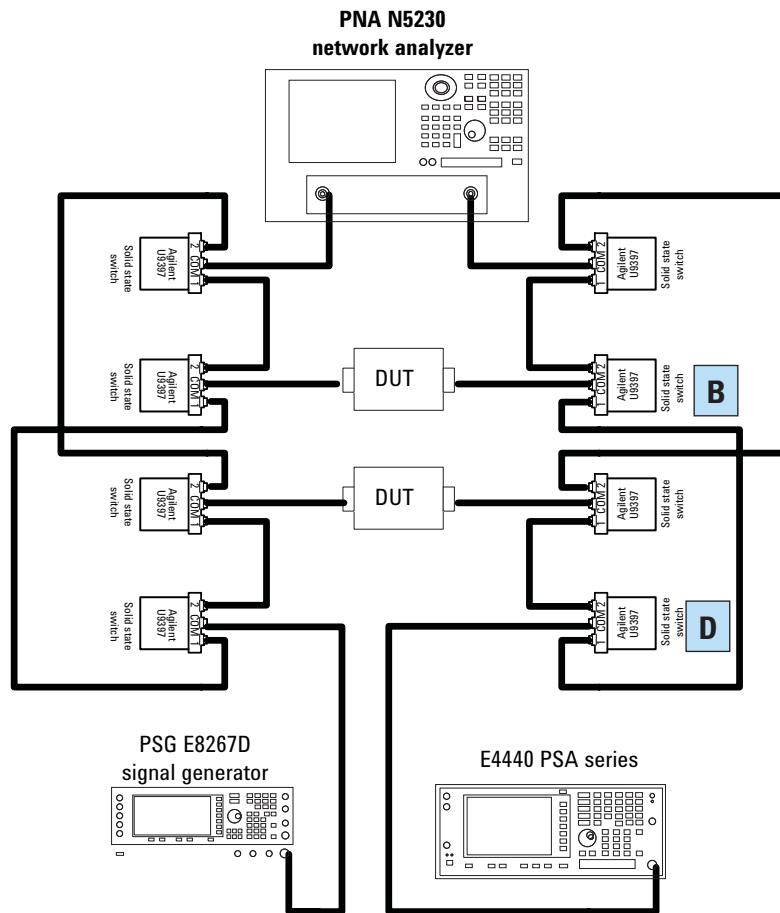 PNA N5230
network analyzer
Solid state
switch
Agilent
U9397
2 COM 1
1 COM 2
Agilent
U9397
Solid state
switch
Solid state
switch
Agilent
U9397
2 COM 1
DUT
1 COM 2
Agilent
U9397
Solid state
switch
B
Solid state
switch
Agilent
U9397
2 COM 1
DUT
1 COM 2
Agilent
U9397
Solid state
switch
Solid state
switch
Agilent
U9397
2 COM 1
1 COM 2
Agilent
U9397
Solid state
switch
D
PSG E8267D
signal generator
E4440 PSA series